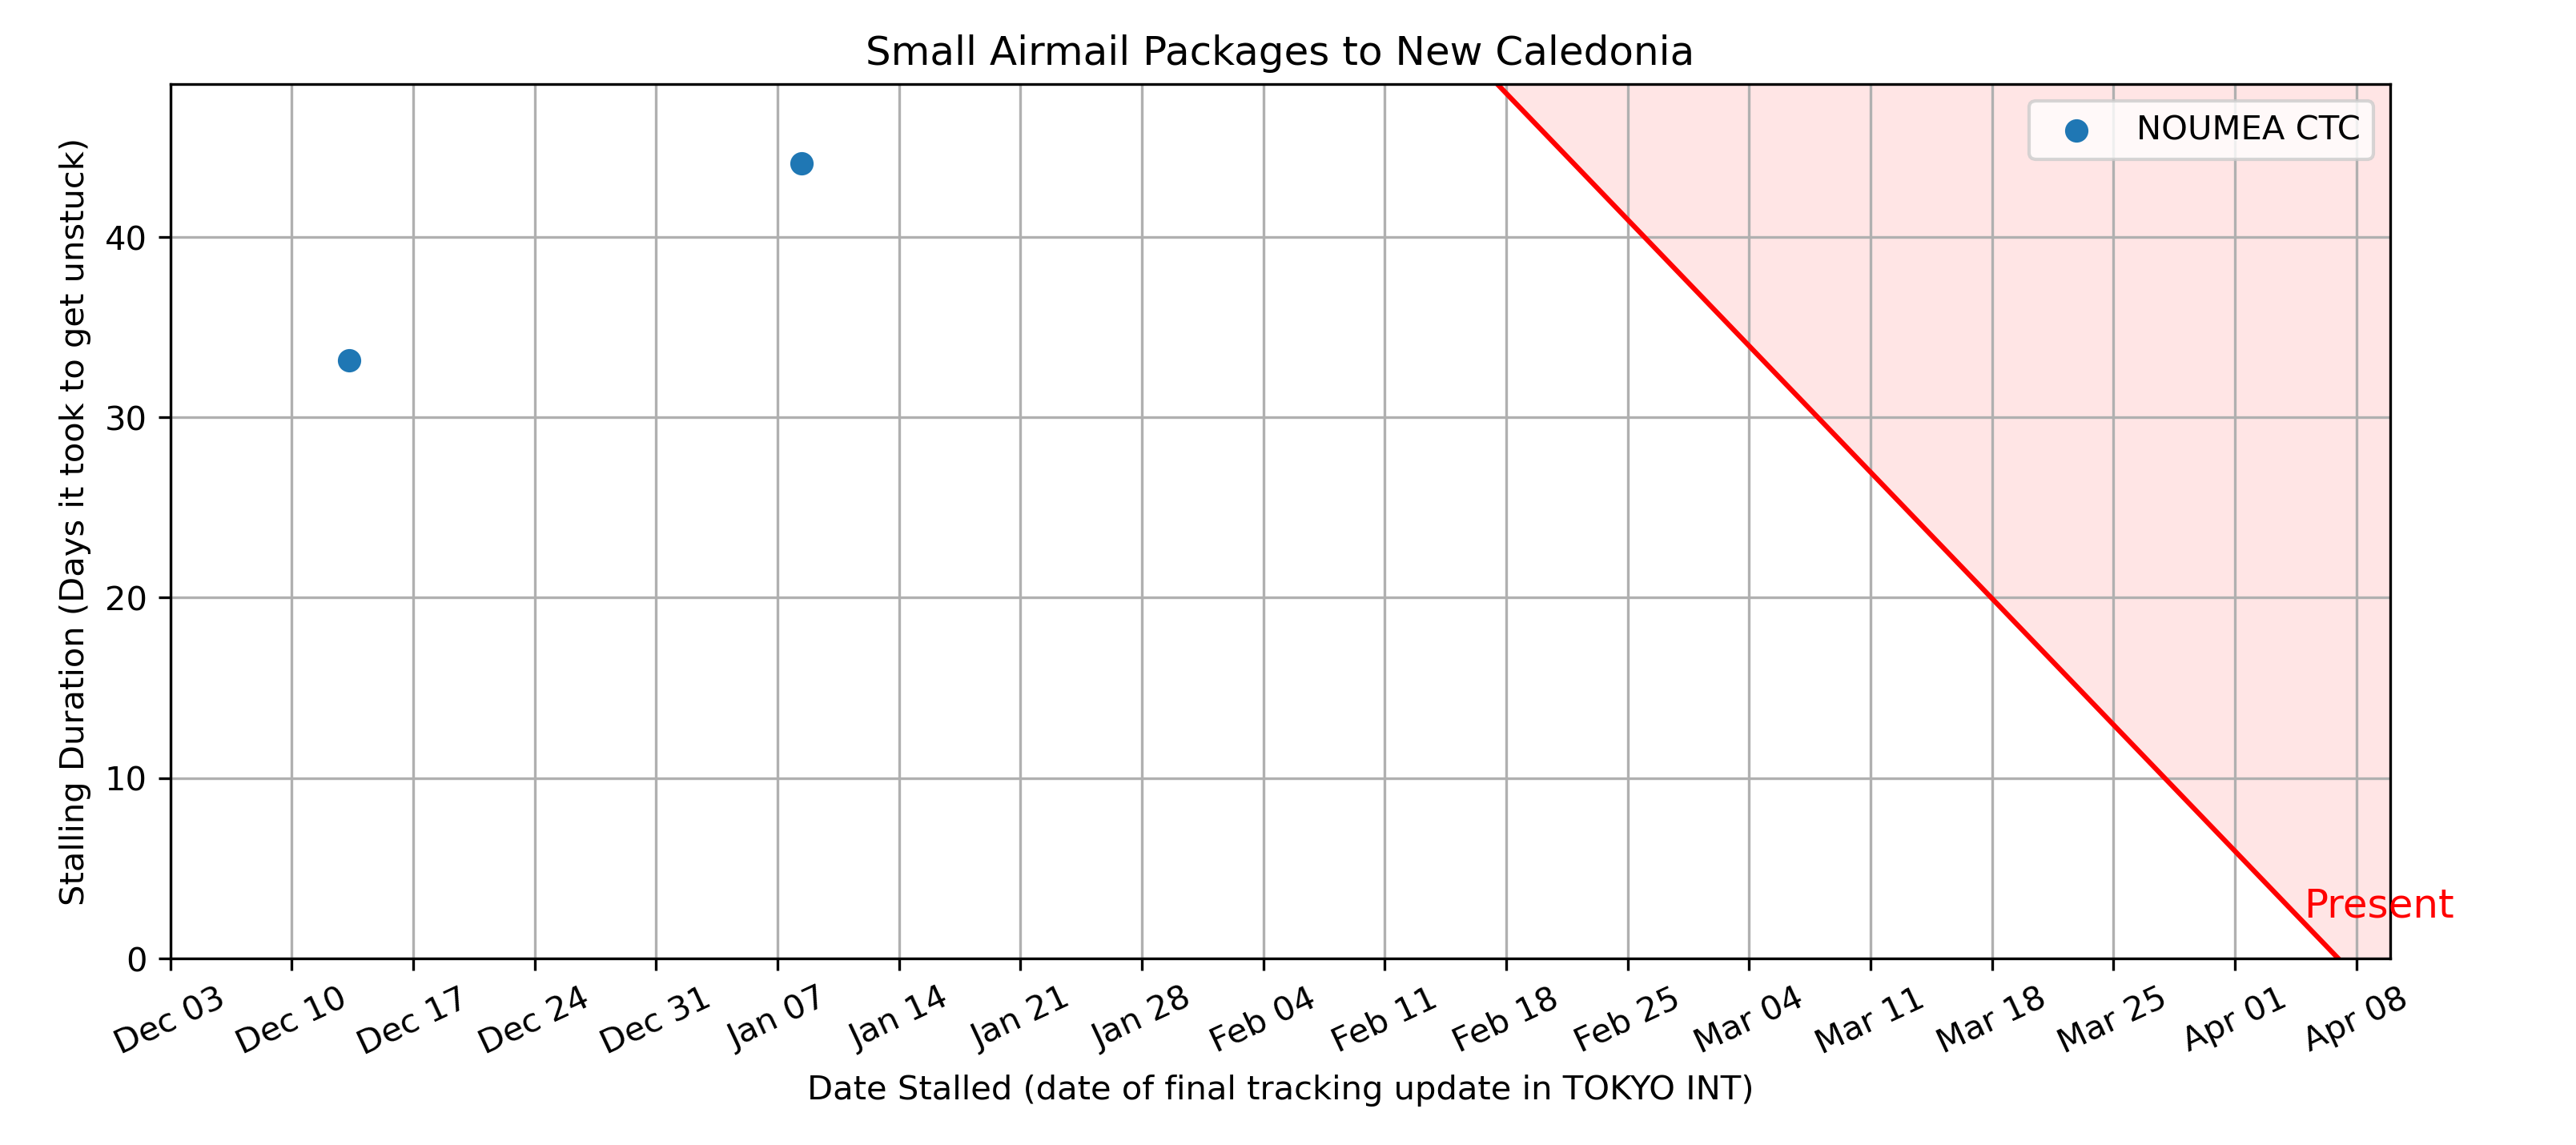 Small Airmail Packages to New Caledonia
NOUMEA CTC
Stalling Duration (Days it took to get unstuck)
40
30
20
10
0
Present
Dec 03
Dec 10
Dec 17
Dec 24
Dec 31
Jan 07
Jan 14
Jan 21
Jan 28
Feb 04
Feb 11
Feb 18
Feb 25
Mar 04
Mar 11
Mar 18
Mar 25
Apr 01
Apr 08
Date Stalled (date of final tracking update in TOKYO INT)